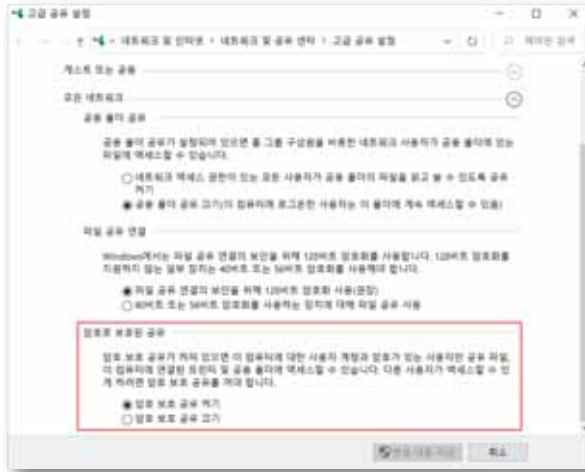 고급 공유 설정
네트워크 및 인터넷 › 네트워크 및 공유 센터 › 고급 공유 설정
제어판 검색
게스트 또는 공용
모든 네트워크
공용 폴더 공유
공용 폴더 공유가 설정되어 있으면 홈 그룹 구성원을 비롯한 네트워크 사용자가 공용 폴더에 있는
파일에 액세스할 수 있습니다.
네트워크 액세스 권한이 있는 모든 사용자가 공용 폴더의 파일을 읽고 쓸 수 있도록 공유
켜기
공용 폴더 공유 끄기(이 컴퓨터에 로그온한 사용자는 이 폴더에 계속 액세스할 수 있음)
파일 공유 연결
Windows에서는 파일 공유 연결의 보안을 위해 128비트 암호화를 사용합니다. 128비트 암호화를
지원하지 않는 일부 장치는 40비트 또는 56비트 암호화를 사용해야 합니다.
파일 공유 연결의 보안을 위해 128비트 암호화 사용(권장)
40비트 또는 56비트 암호화를 사용하는 장치에 대해 파일 공유 사용
암호로 보호된 공유
암호 보호 공유가 켜져 있으면 이 컴퓨터에 대한 사용자 계정과 암호가 있는 사용자만 공유 파일,
이 컴퓨터에 연결된 프린터 및 공용 폴더에 액세스할 수 있습니다. 다른 사용자가 액세스할 수 있
게 하려면 암호 보호 공유를 꺼야 합니다.
암호 보호 공유 켜기
암호 보호 공유 끄기
변경 내용 저장
취소